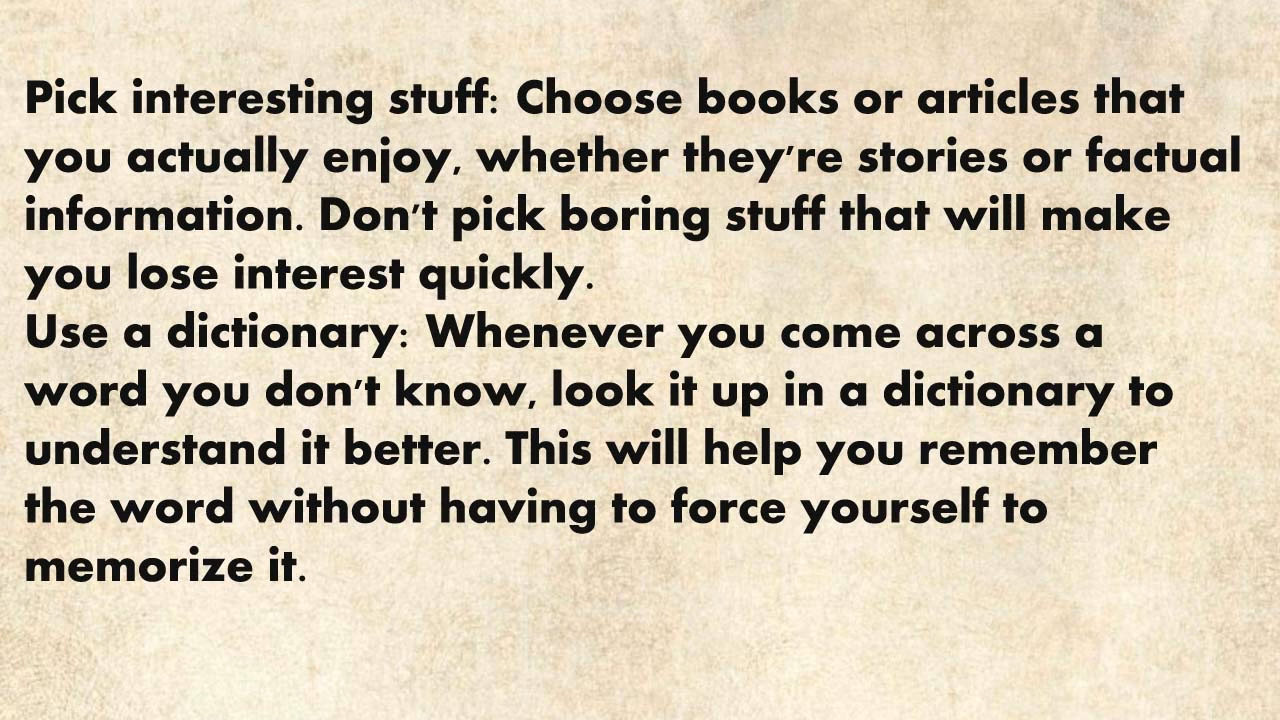 Pick interesting stuff: Choose books or articles that
you actually enjoy, whether they're stories or factual
information. Don't pick boring stuff that will make
you lose interest quickly.
Use a dictionary: Whenever you come across a
word you don't know, look it up in a dictionary to
understand it better. This will help you remember
the word without having to force yourself to
memorize it.